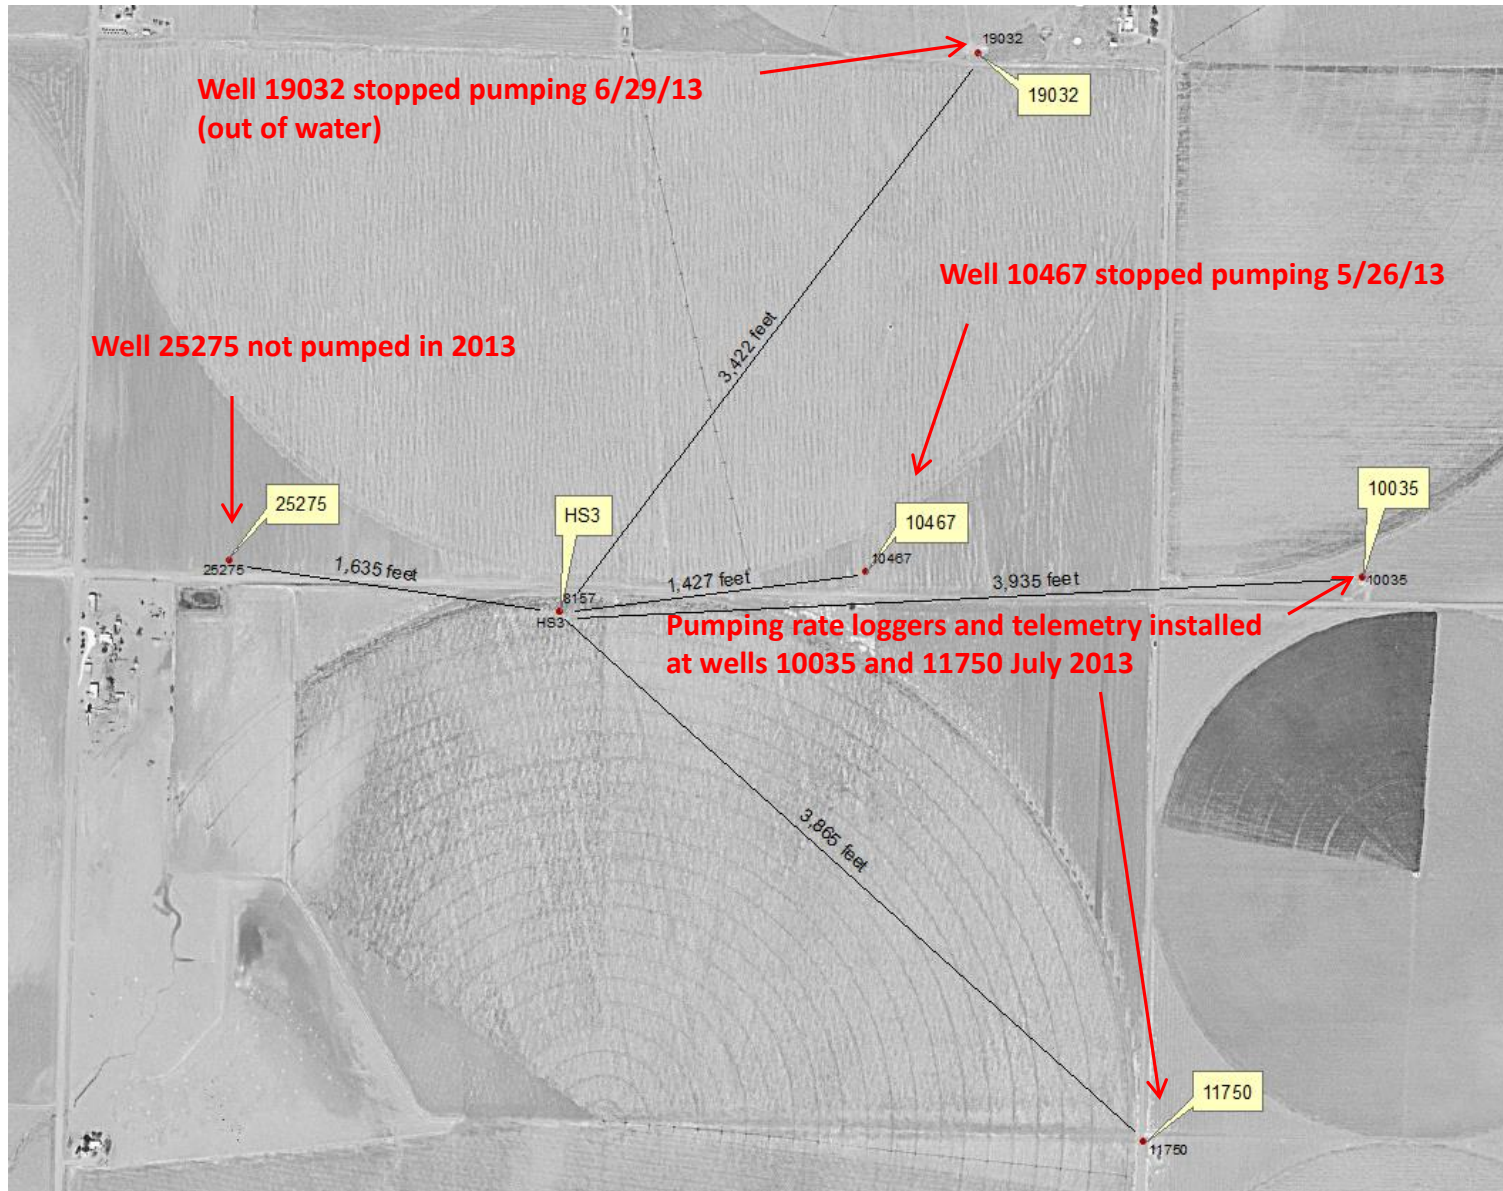 19032
Well 19032 stopped pumping 6/29/13
(out of water)
19032
Well 10467 stopped pumping 5/26/13
3,422 feet
Well 25275 not pumped in 2013
25275
HS3
10467
10035
25275
1,635 feet
10467
1,427 feet
3,935 feet
10035
8157
HS3
Pumping rate loggers and telemetry installed
at wells 10035 and 11750 July 2013
3,865 feet
11750
11750